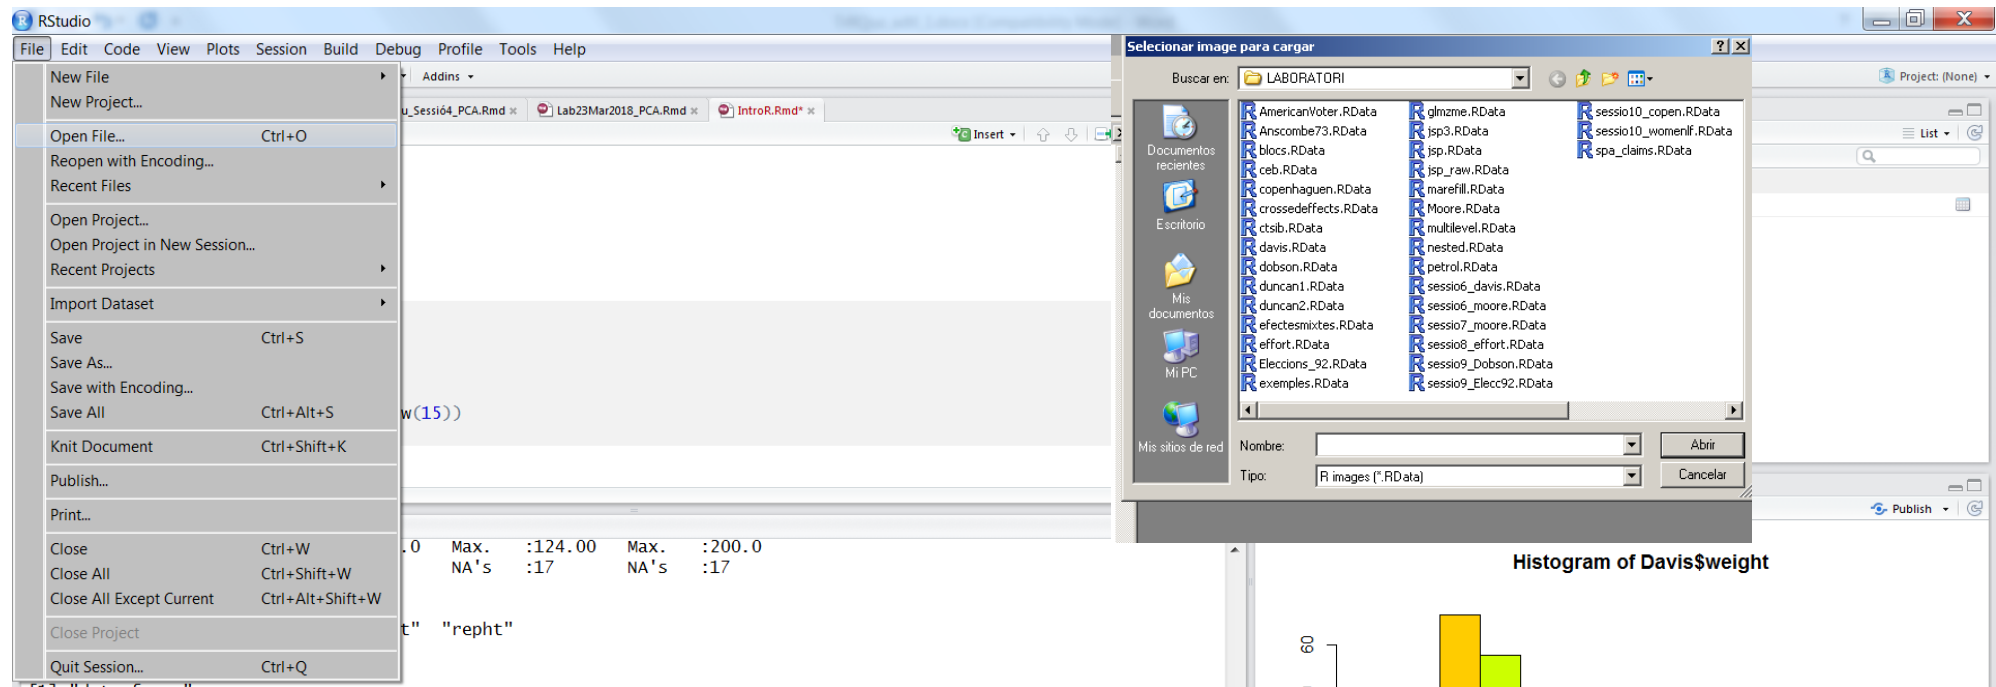 RStudio
File Edit Code View Plots Session Build Debug Profile Tools Help
New File
New Project...
Open File... Ctrl+O
Reopen with Encoding...
Recent Files
Open Project...
Open Project in New Session...
Recent Projects
Import Dataset
Save Ctrl+S
Save As...
Save with Encoding...
Save All Ctrl+Alt+S
Knit Document Ctrl+Shift+K
Publish...
Print...
Close Ctrl+W
Close All Ctrl+Shift+W
Close All Except Current Ctrl+Alt+Shift+W
Close Project
Quit Session... Ctrl+Q
Addins
u_Sessió4_PCA.Rmd Lab23Mar2018_PCA.Rmd IntroR.Rmd*
Insert
w(15))
.0 Max. :124.00 Max. :200.0
NA's :17 NA's :17
t" "repht"
Selecionar image para cargar
Buscar en: LABORATORI
Documentos recientes
Escritorio
Mis documentos
Mi PC
Mis sitios de red
AmericanVoter.RData
Anscombe73.RData
blocs.RData
ceb.RData
copenhaguen.RData
crossedeffects.RData
ctsib.RData
davis.RData
dobson.RData
duncan1.RData
duncan2.RData
efectesmixtes.RData
effort.RData
Eleccions_92.RData
exemples.RData
glmzme.RData
jsp3.RData
jsp.RData
jsp_raw.RData
marefill.RData
Moore.RData
multilevel.RData
nested.RData
petrol.RData
sessio6_davis.RData
sessio6_moore.RData
sessio7_moore.RData
sessio8_effort.RData
sessio9_Dobson.RData
sessio9_Elecc92.RData
sessio10_copen.RData
sessio10_womenlf.RData
spa_claims.RData
Nombre: Abrir
Tipo: R images (*.RData) Cancelar
Project: (None)
List
Publish
Histogram of Davis$weight
60